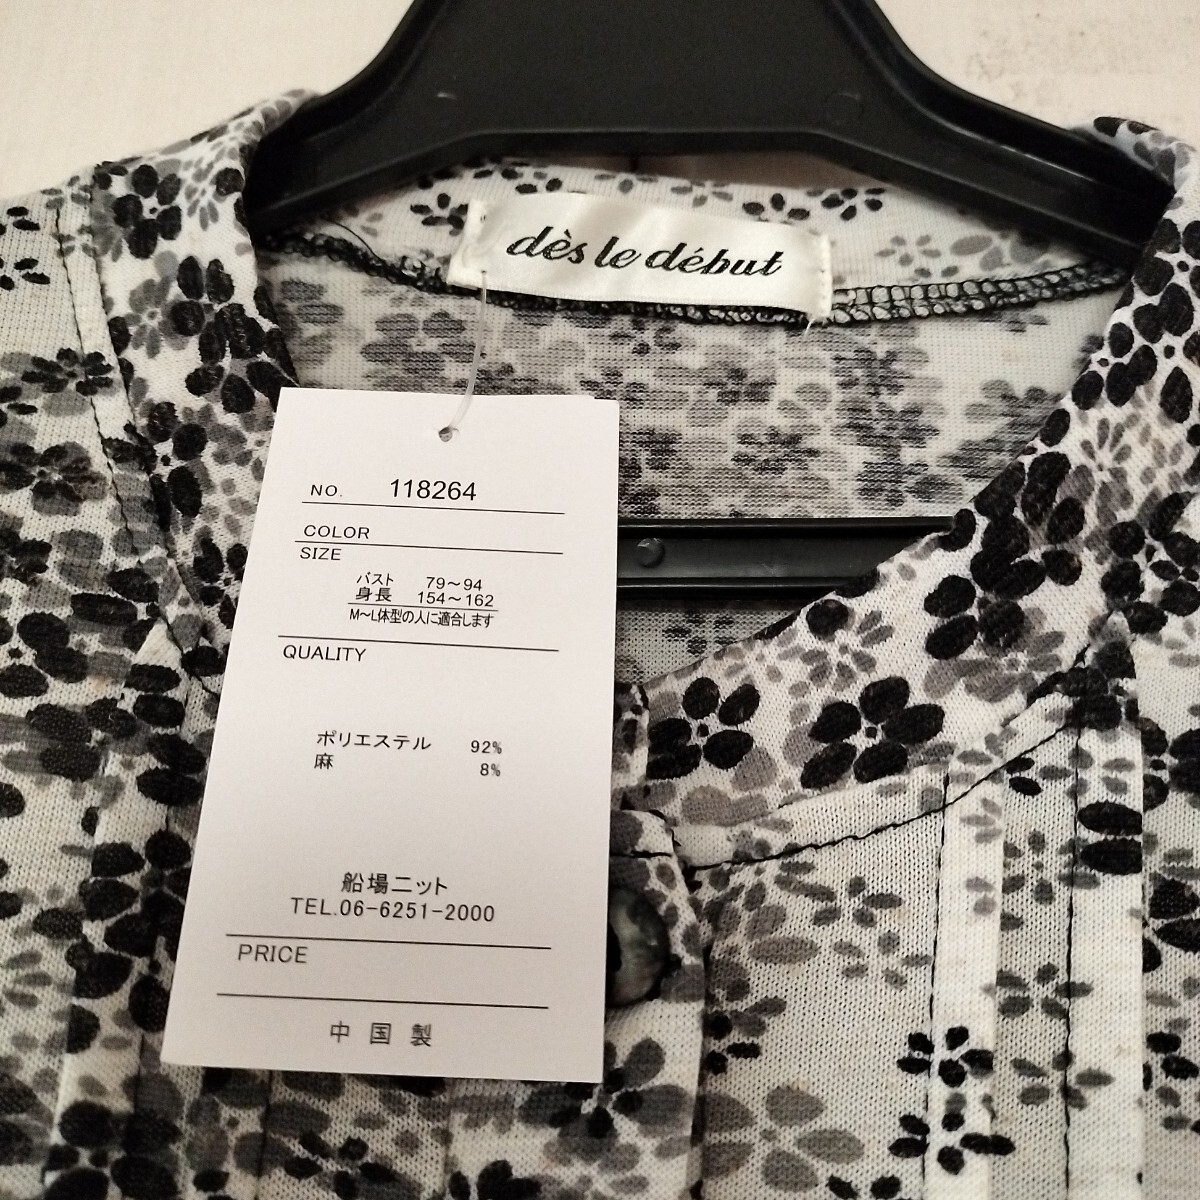 dès le début
NO. 118264
COLOR
SIZE
バスト 79～94
身長 154～162
M～L体型の人に適合します
QUALITY
ポリエステル 92%
麻 8%
船場ニット
TEL.06-6251-2000
PRICE
中国製